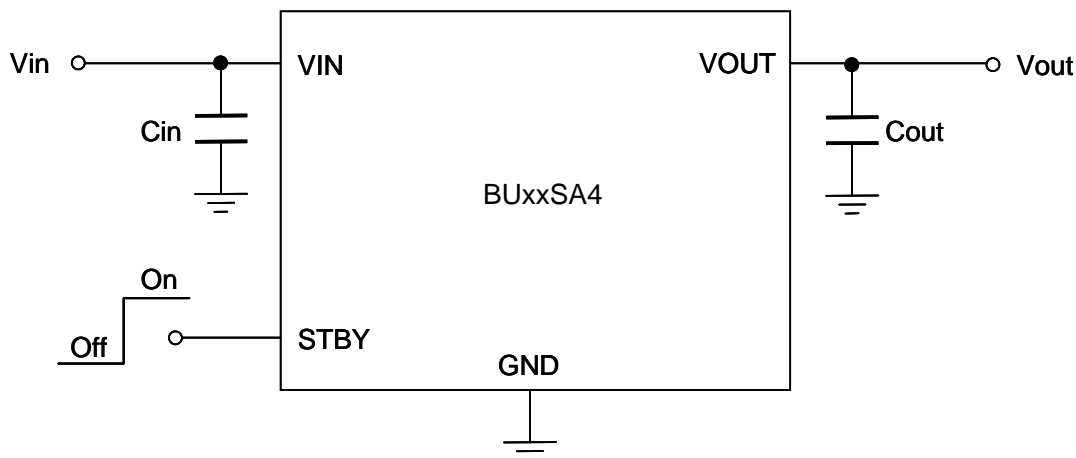 Vin
VIN
VOUT
Vout
Cin
Cout
BUxxSA4
On
Off
STBY
GND